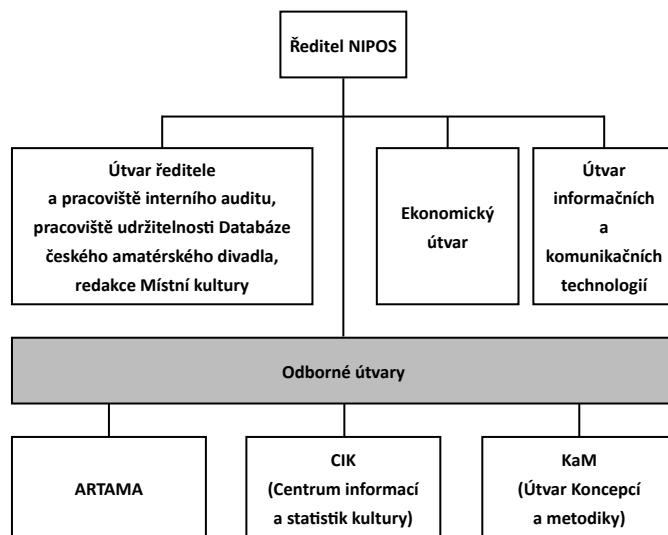 Ředitel NIPOS
Útvar ředitele
a pracoviště interního auditu,
pracoviště udržitelnosti Databáze
českého amatérského divadla,
redakce Místní kultury
Ekonomický
útvar
Útvar
informačních
a
komunikačních
technologií
Odborné útvary
ARTAMA
CIK
(Centrum informací
a statistik kultury)
KaM
(Útvar Koncepcí
a metodiky)